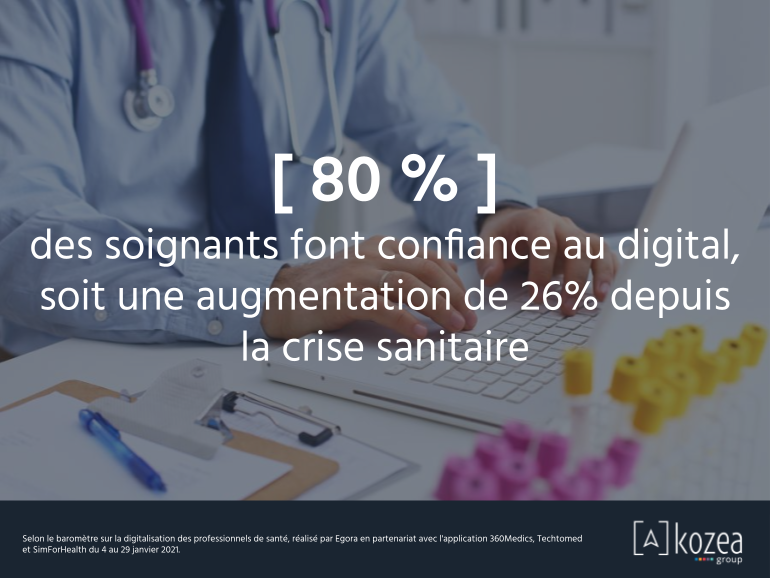 [ 80 % ]
des soignants font confiance au digital,
soit une augmentation de 26% depuis
la crise sanitaire
Selon le baromètre sur la digitalisation des professionnels de santé, réalisé par Egora en partenariat avec l'application 360Medics, Techtomed
et SimForHealth du 4 au 29 janvier 2021.
[A] kozea
group